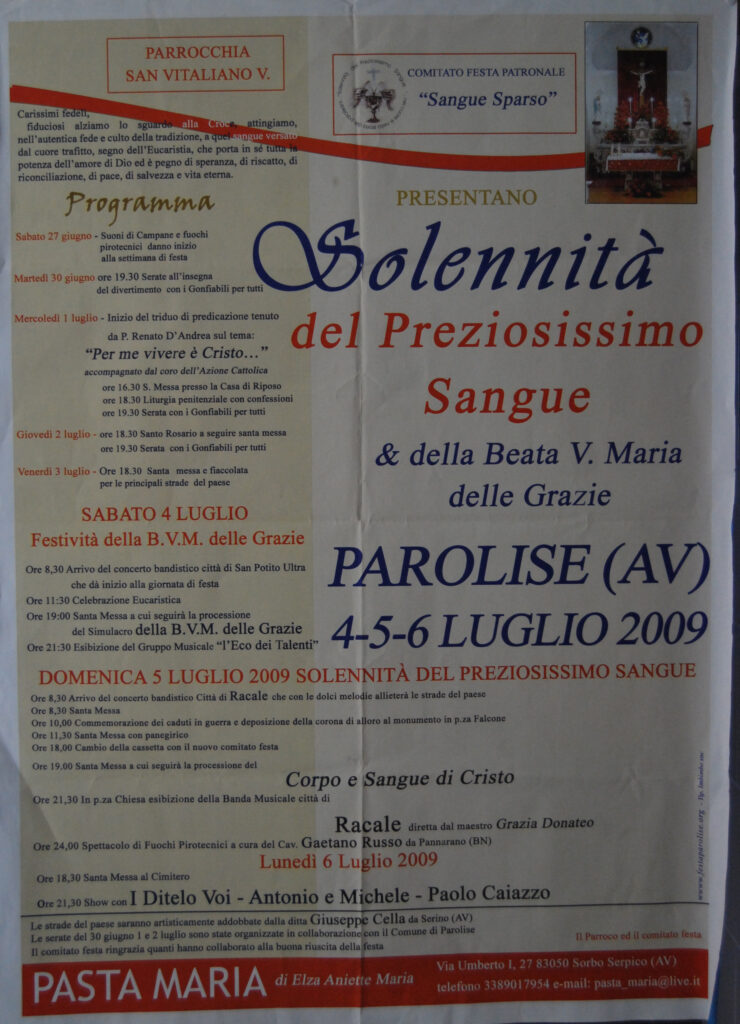 PARROCCHIA
SAN VITALIANO V.
COMITATO FESTA PATRONALE
“Sangue Sparso”
Carissimi fedeli,
fiduciosi alziamo lo sguardo alla Croce, attingiamo,
nell'autentica fede e culto della tradizione, a quel sangue versato
dal cuore trafitto, segno dell'Eucaristia, che porta in sé tutta la
potenza dell'amore di Dio ed è pegno di speranza, di riscatto, di
riconciliazione, di pace, di salvezza e vita eterna.
Programma
Sabato 27 giugno - Suoni di Campane e fuochi
pirotecnici danno inizio
alla settimana di festa
Martedì 30 giugno ore 19.30 Serate all'insegna
del divertimento con i Gonfiabili per tutti
Mercoledì 1 luglio - Inizio del triduo di predicazione tenuto
da P. Renato D'Andrea sul tema:
“Per me vivere è Cristo…”
accompagnato dal coro dell'Azione Cattolica
ore 16.30 S. Messa presso la Casa di Riposo
ore 18.30 Liturgia penitenziale con confessioni
ore 19.30 Serata con i Gonfiabili per tutti
Giovedì 2 luglio - ore 18.30 Santo Rosario a seguire santa messa
ore 19.30 Serata con i Gonfiabili per tutti
Venerdì 3 luglio - Ore 18.30 Santa messa e fiaccolata
per le principali strade del paese
SABATO 4 LUGLIO
Festività della B.V.M. delle Grazie
Ore 8,30 Arrivo del concerto bandistico città di San Potito Ultra
che dà inizio alla giornata di festa
Ore 11:30 Celebrazione Eucaristica
Ore 19:00 Santa Messa a cui seguirà la processione
del Simulacro della B.V.M. delle Grazie
Ore 21:30 Esibizione del Gruppo Musicale “l'Eco dei Talenti”
PRESENTANO
Solennità
del Preziosissimo
Sangue
& della Beata V. Maria
delle Grazie
PAROLISE (AV)
4-5-6 LUGLIO 2009
DOMENICA 5 LUGLIO 2009 SOLENNITÀ DEL PREZIOSISSIMO SANGUE
Ore 8,30 Arrivo del concerto bandistico Città di Racale che con le dolci melodie allieterà le strade del paese
Ore 8,30 Santa Messa
Ore 10,00 Commemorazione dei caduti in guerra e deposizione della corona di alloro al monumento in p.za Falcone
Ore 11,30 Santa Messa con panegirico
Ore 18,00 Cambio della cassetta con il nuovo comitato festa
Ore 19.00 Santa Messa a cui seguirà la processione del
Corpo e Sangue di Cristo
Ore 21,30 In p.za Chiesa esibizione della Banda Musicale città di
Racale diretta dal maestro Grazia Donateo
Ore 24,00 Spettacolo di Fuochi Pirotecnici a cura del Cav. Gaetano Russo da Pannarano (BN)
Lunedì 6 Luglio 2009
Ore 18,30 Santa Messa al Cimitero
Ore 21,30 Show con I Ditelo Voi - Antonio e Michele - Paolo Caiazzo
Le strade del paese saranno artisticamente addobbate dalla ditta Giuseppe Cella da Serino (AV)
Le serate del 30 giugno 1 e 2 luglio sono state organizzate in collaborazione con il Comune di Parolise
Il comitato festa ringrazia quanti hanno collaborato alla buona riuscita della festa
Il Parroco ed il comitato festa
www.festaparolise.org
PASTA MARIA di Elza Aniette Maria
Via Umberto I, 27 83050 Sorbo Serpico (AV)
telefono 3389017954 e-mail: pasta_maria@live.it